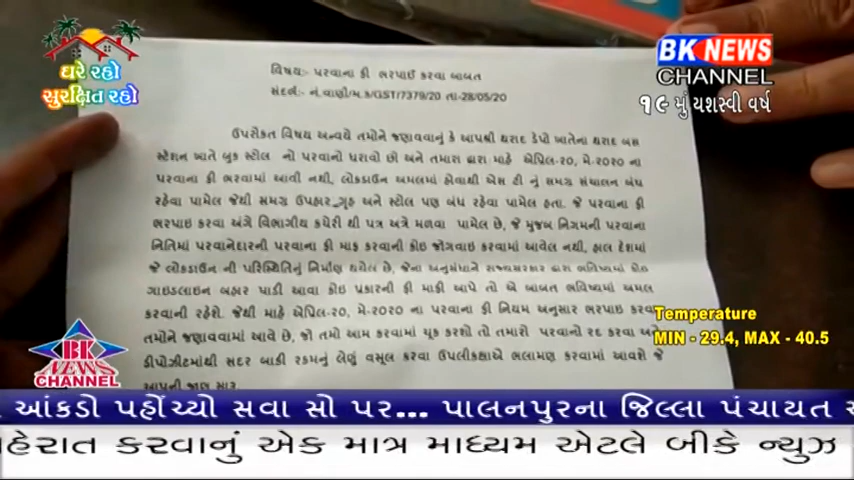 ઘરે રહો
સુરક્ષિત રહો
BK NEWS
CHANNEL
૧૯ મું યશસ્વી વર્ષ
વિષય:- પરવાના ફી ભરપાઈ કરવા બાબત
સંદર્ભ:- નં.વાણી/મ.ક/GST/7379/20 તા-28/05/20
ઉપરોકત વિષય અન્વયે તમોને જણાવવાનું કે આપશ્રી થરાદ ડેપો ખાતેના થરાદ બસ
સ્ટેશન ખાતે બુક સ્ટોલ નો પરવાનો ધરાવો છો અને તમારા દ્વારા માહે એપ્રિલ-૨૦, મે-૨૦૨૦ ના
પરવાના ફી ભરવામાં આવી નથી, લોકડાઉન અમલમાં હોવાથી એસ ટી નું સમગ્ર સંચાલન બંધ
રહેવા પામેલ જેથી સમગ્ર ઉપહાર ગૃહ અને સ્ટોલ પણ બંધ રહેવા પામેલ હતા. જે પરવાના ફી
ભરપાઇ કરવા અંગે વિભાગીય કચેરી થી પત્ર અત્રે મળવા પામેલ છે, જે મુજબ નિગમની પરવાના
નિતિમાં પરવાનેદારની પરવાના ફી માફ કરવાની કોઇ જોગવાઇ કરવામાં આવેલ નથી, હાલ દેશમાં
જે લોકડાઉન ની પરિસ્થિતિનું નિર્માણ થયેલ છે, જેના અનુસંધાને રાજ્યસરકાર દ્વારા ભવિષ્યમાં કોઇ
ગાઇડલાઇન બહાર પાડી આવા કોઇ પ્રકારની ફી માફી આપે તો એ બાબત ભવિષ્યમાં અમલ
કરવાની રહેશે. જેથી માહે એપ્રિલ-૨૦, મે-૨૦૨૦ ના પરવાના ફી નિયમ અનુસાર ભરપાઇ કરવા
તમોને જણાવવામાં આવે છે, જો તમો આમ કરવામાં ચૂક કરશો તો તમારો પરવાનો રદ કરવા અને
ડીપોઝીટમાંથી સદર બાકી રકમનું લેણું વસૂલ કરવા ઉપલીકક્ષાએ ભલામણ કરવામાં આવશે જે
આપની જાણ સારૂ
Temperature
MIN - 29.4, MAX - 40.5
BK
NEWS
CHANNEL
આંકડો પહોંચ્યો સવા સો પર... પાલનપુરના જિલ્લા પંચાયત
હેરાત કરવાનું એક માત્ર માધ્યમ એટલે બીકે ન્યુઝ